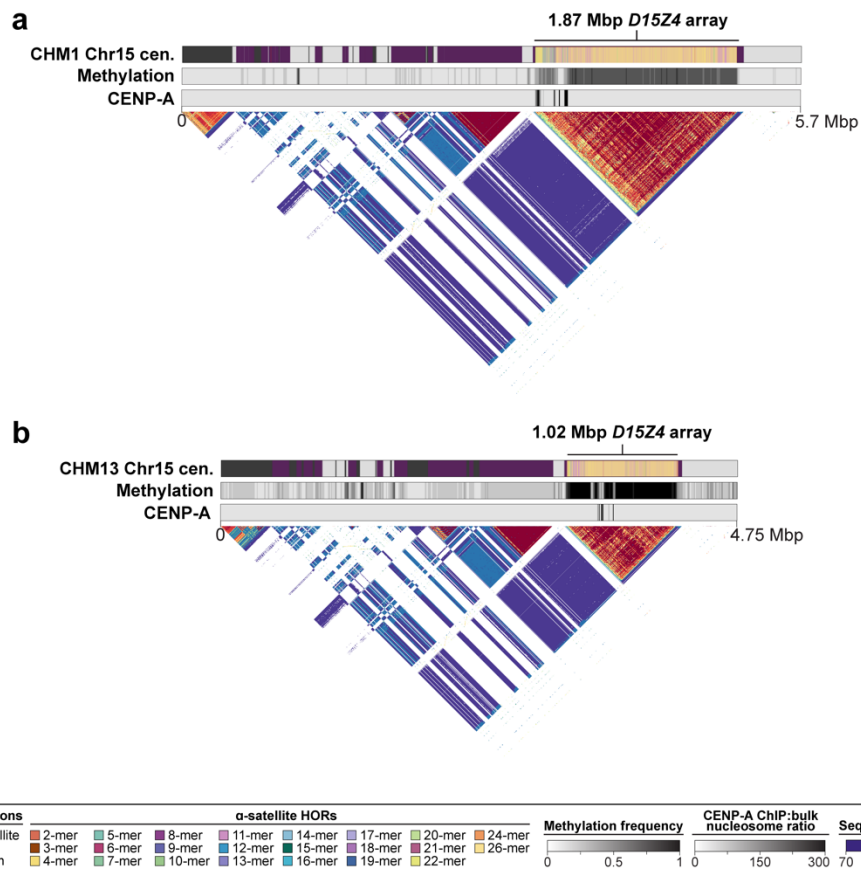 a
1.87 Mbp D15Z4 array
CHM1 Chr15 cen.
Methylation
CENP-A
0
5.7 Mbp
b
1.02 Mbp D15Z4 array
CHM13 Chr15 cen.
Methylation
CENP-A
0
4.75 Mbp
ons α-satellite HORs Methylation frequency CENP-A ChIP:bulk nucleosome ratio Seq
llite 2-mer 5-mer 8-mer 11-mer 14-mer 17-mer 20-mer 24-mer
3-mer 6-mer 9-mer 12-mer 15-mer 18-mer 21-mer 26-mer
4-mer 7-mer 10-mer 13-mer 16-mer 19-mer 22-mer
0 0.5 1 0 150 300 70